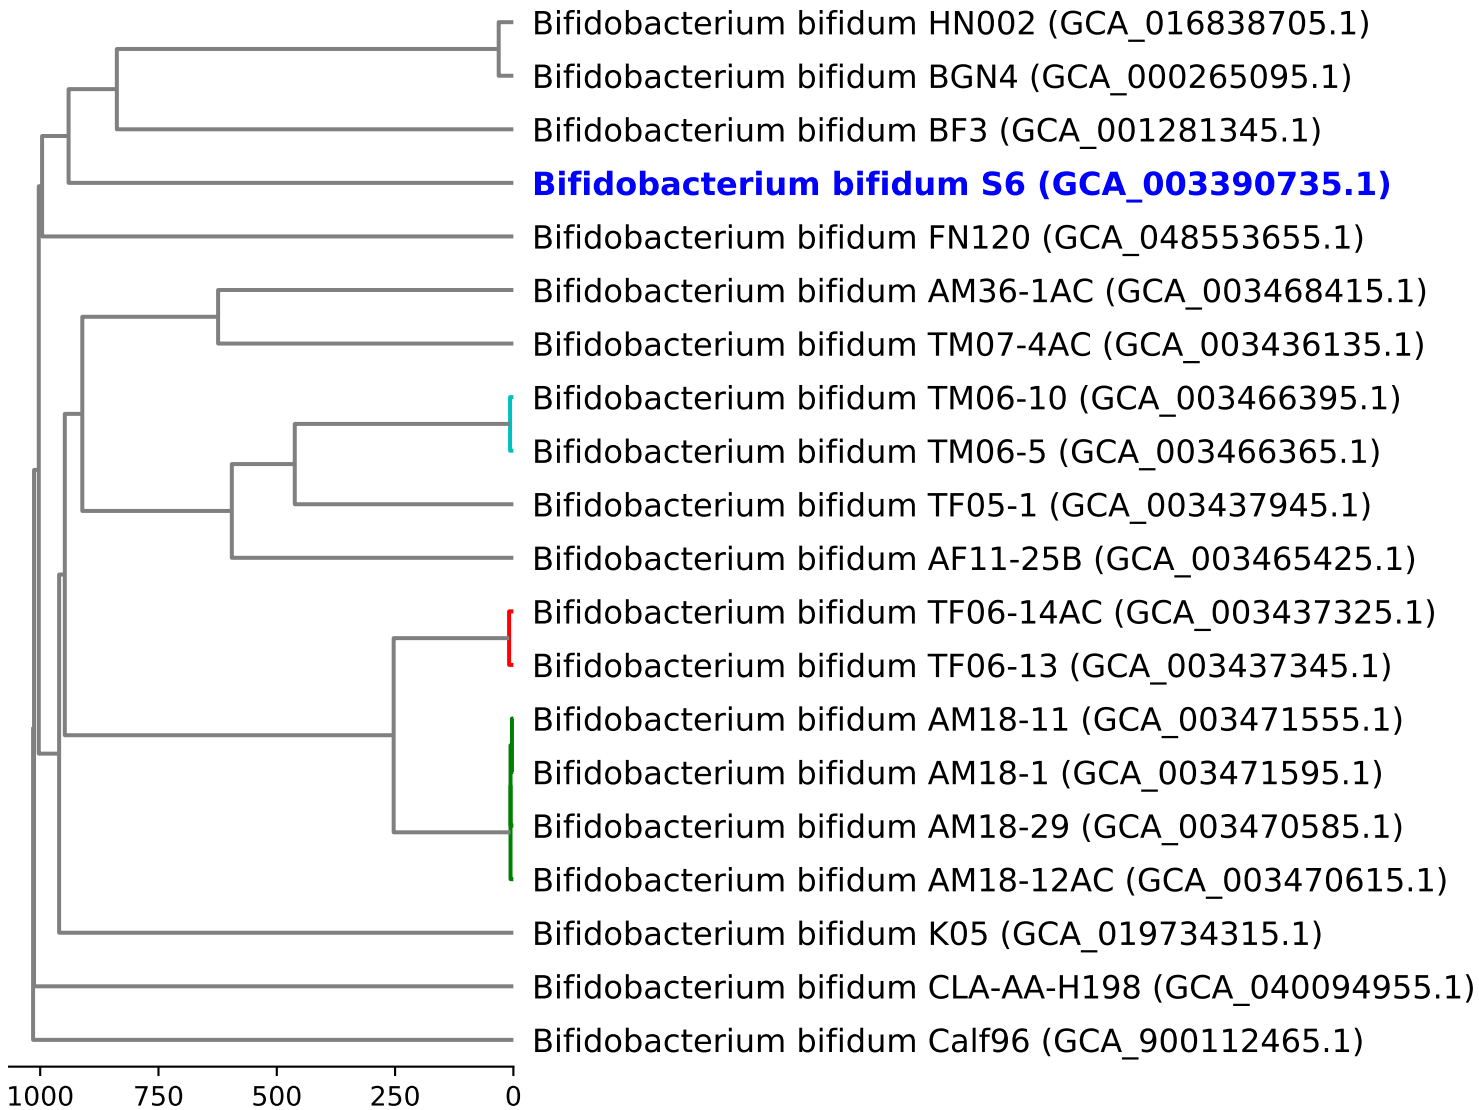 Bifidobacterium bifidum HN002 (GCA_016838705.1)
Bifidobacterium bifidum BGN4 (GCA_000265095.1)
Bifidobacterium bifidum BF3 (GCA_001281345.1)
Bifidobacterium bifidum S6 (GCA_003390735.1)
Bifidobacterium bifidum FN120 (GCA_048553655.1)
Bifidobacterium bifidum AM36-1AC (GCA_003468415.1)
Bifidobacterium bifidum TM07-4AC (GCA_003436135.1)
Bifidobacterium bifidum TM06-10 (GCA_003466395.1)
Bifidobacterium bifidum TM06-5 (GCA_003466365.1)
Bifidobacterium bifidum TF05-1 (GCA_003437945.1)
Bifidobacterium bifidum AF11-25B (GCA_003465425.1)
Bifidobacterium bifidum TF06-14AC (GCA_003437325.1)
Bifidobacterium bifidum TF06-13 (GCA_003437345.1)
Bifidobacterium bifidum AM18-11 (GCA_003471555.1)
Bifidobacterium bifidum AM18-1 (GCA_003471595.1)
Bifidobacterium bifidum AM18-29 (GCA_003470585.1)
Bifidobacterium bifidum AM18-12AC (GCA_003470615.1)
Bifidobacterium bifidum K05 (GCA_019734315.1)
Bifidobacterium bifidum CLA-AA-H198 (GCA_040094955.1)
Bifidobacterium bifidum Calf96 (GCA_900112465.1)
1000 750 500 250 0